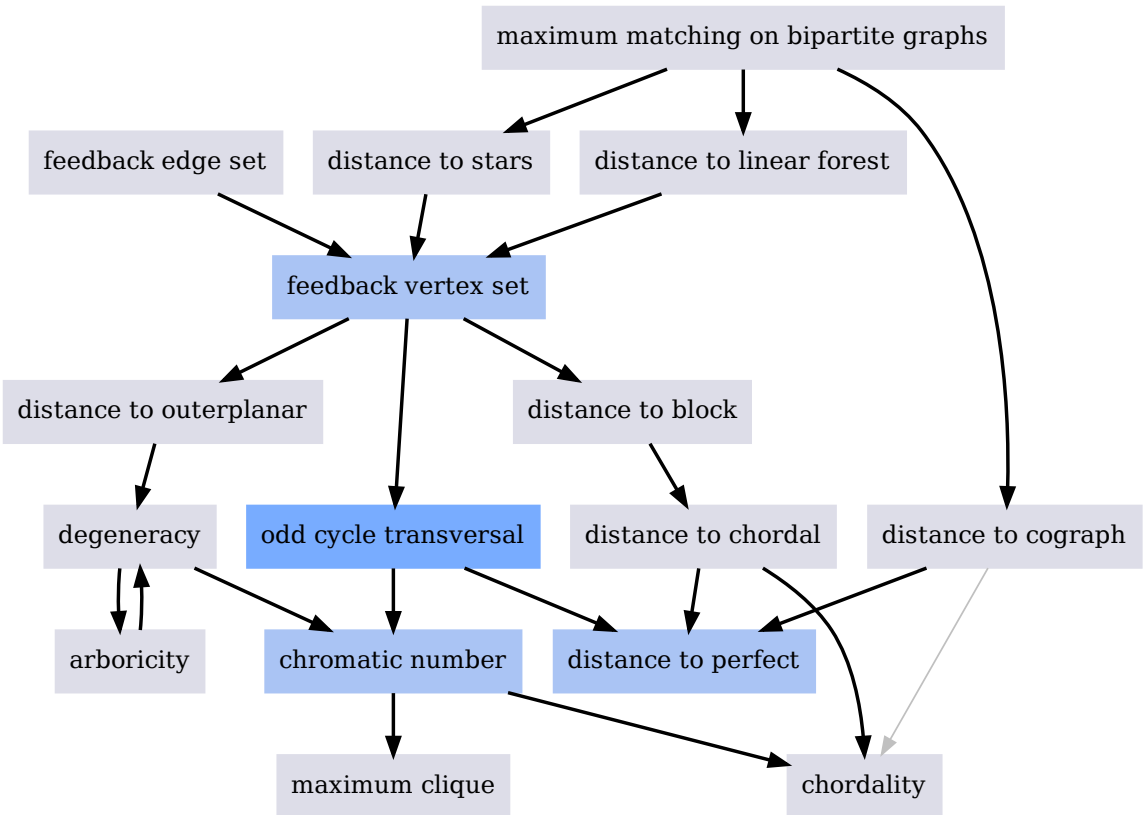 maximum matching on bipartite graphs
feedback edge set
distance to stars
distance to linear forest
feedback vertex set
distance to outerplanar
distance to block
degeneracy
odd cycle transversal
distance to chordal
distance to cograph
arboricity
chromatic number
distance to perfect
maximum clique
chordality